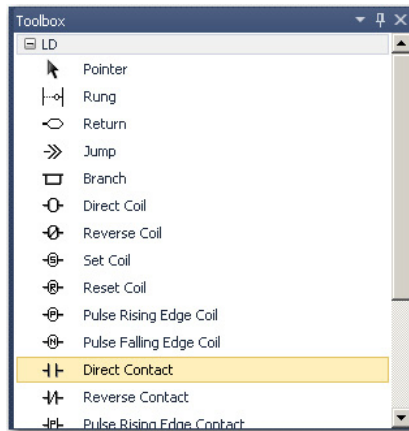 Toolbox
LD
Pointer
Rung
Return
Jump
Branch
Direct Coil
Reverse Coil
Set Coil
Reset Coil
Pulse Rising Edge Coil
Pulse Falling Edge Coil
Direct Contact
Reverse Contact
Pulse Rising Edge Contact